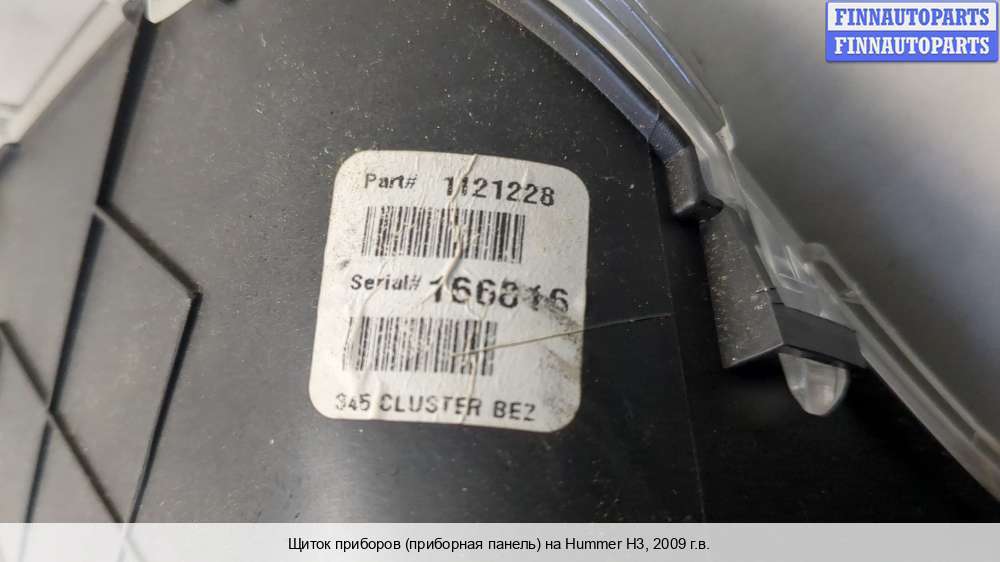 FINNAUTOPARTS
FINNAUTOPARTS
Part# 1121228
Serial# 166816
345 CLUSTER BEZ
Щиток приборов (приборная панель) на Hummer H3, 2009 г.в.